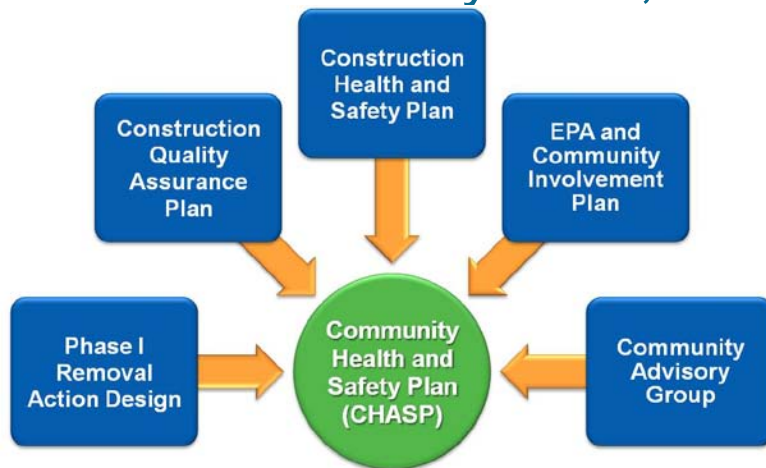 Construction
Health and
Safety Plan
Construction
Quality
Assurance
Plan
EPA and
Community
Involvement
Plan
Phase I
Removal
Action Design
Community
Health and
Safety Plan
(CHASP)
Community
Advisory
Group